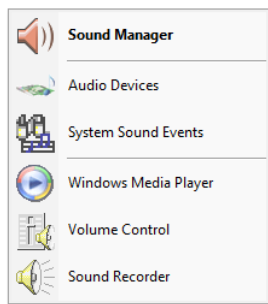 Sound Manager
Audio Devices
System Sound Events
Windows Media Player
Volume Control
Sound Recorder